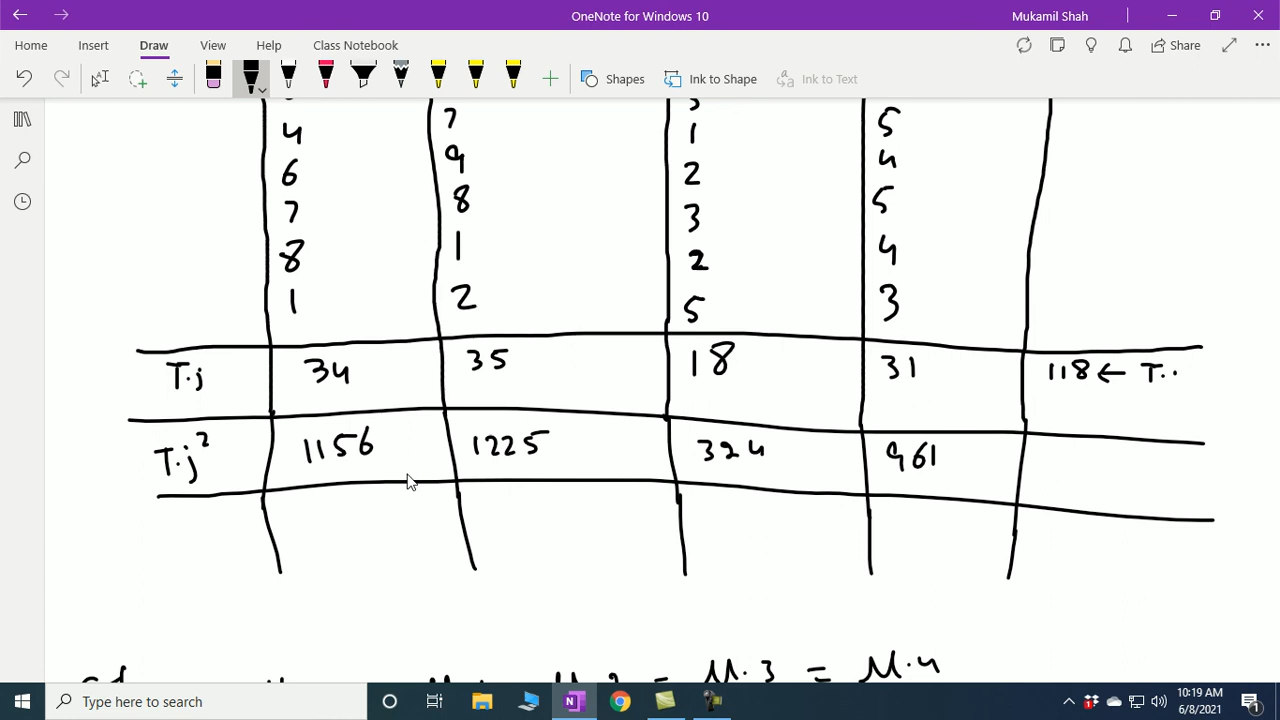 OneNote for Windows 10
Mukamil Shah
Home Insert Draw View Help Class Notebook
Share
Shapes Ink to Shape Ink to Text
4 7 1 5
6 9 2 4
7 8 3 5
8 1 2 4
1 2 5 3
T.j 34 35 18 31 118 ← T..
T.j² 1156 1225 324 961
M.3 = M.4
Type here to search
10:19 AM
6/8/2021
1